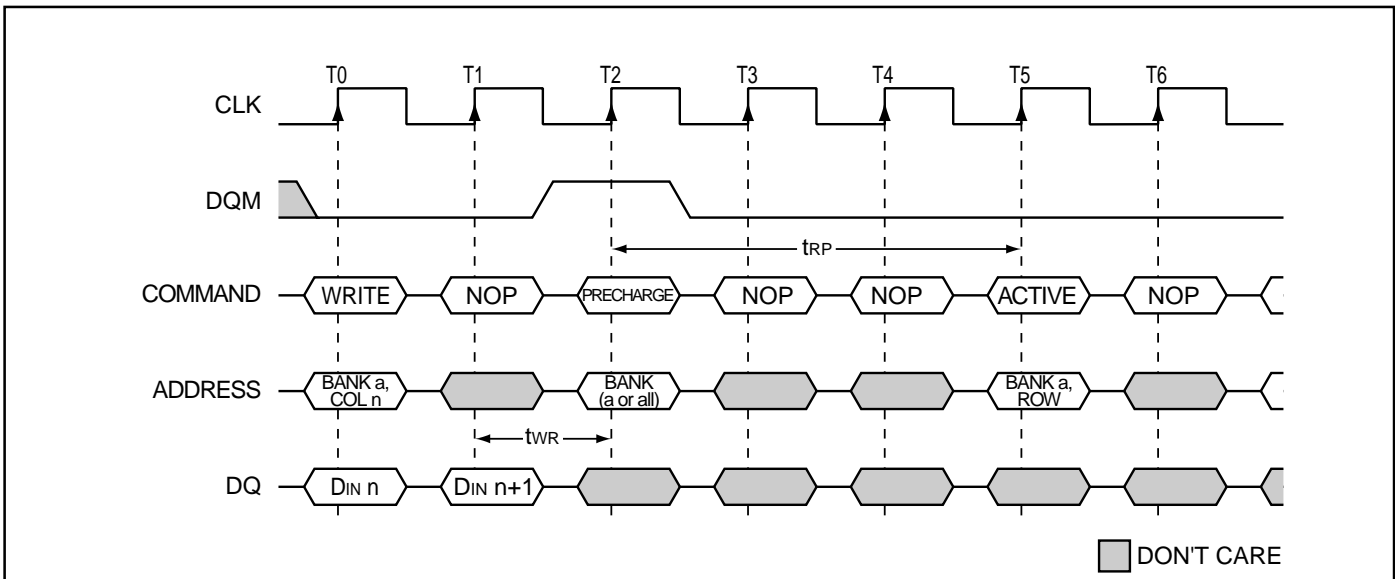 T0 T1 T2 T3 T4 T5 T6
CLK
DQM
tRP
COMMAND WRITE NOP PRECHARGE NOP NOP ACTIVE NOP
ADDRESS BANK a, COL n BANK (a or all) BANK a, ROW
tWR
DQ DIN n DIN n+1
DON'T CARE